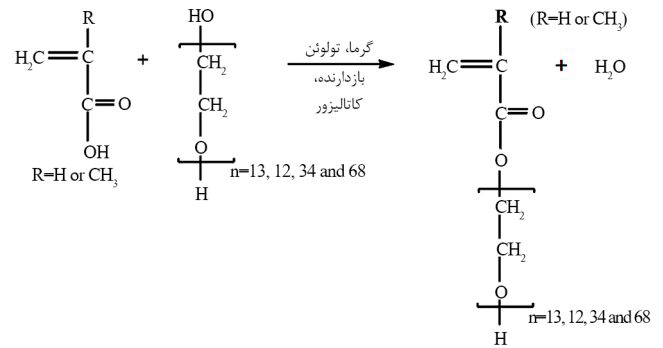 R
HO
H₂C
C
+
CH₂
CH₂
C
O
OH
O
H
R=H or CH₃
n=13, 12, 34 and 68
گرما، تولوئن
بازدارنده،
کاتالیزور
R (R=H or CH₃)
H₂C
C
+
H₂O
C
O
O
CH₂
CH₂
O
H
n=13, 12, 34 and 68